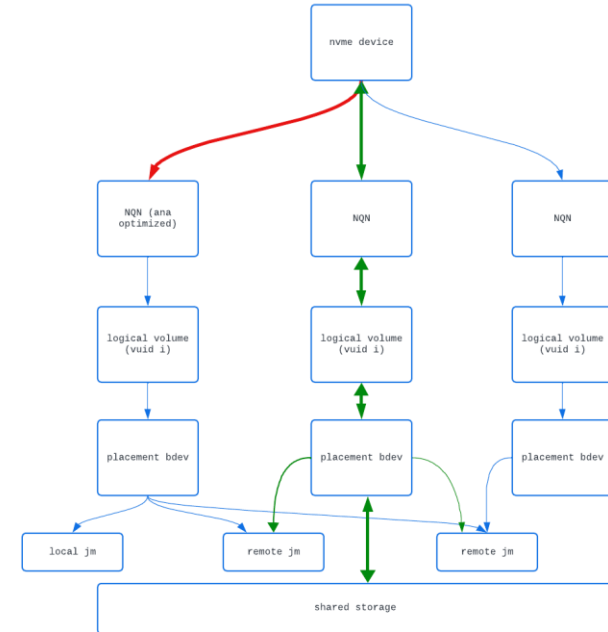 nvme device
NQN (ana
optimized)
NQN
NQN
logical volume
(vuid i)
logical volume
(vuid i)
logical volume
(vuid i)
placement bdev
placement bdev
placement bdev
local jm
remote jm
remote jm
shared storage